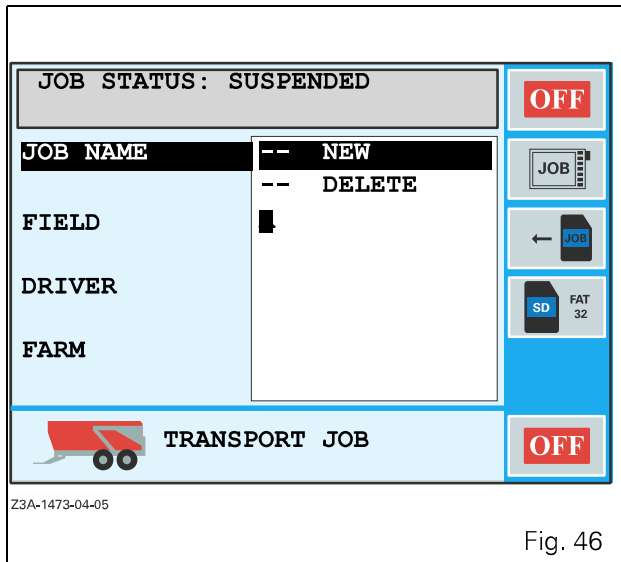 JOB STATUS: SUSPENDED
OFF
JOB NAME
-- NEW
-- DELETE
JOB
FIELD
JOB
DRIVER
SD
FAT
32
FARM
TRANSPORT JOB
OFF
Z3A-1473-04-05
Fig. 46